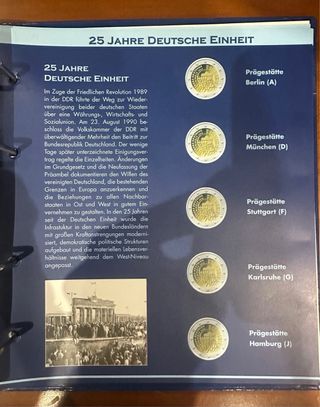 25 JAHRE DEUTSCHE EINHEIT
25 JAHRE
DEUTSCHE EINHEIT
Im Zuge der Friedlichen Revolution 1989
in der DDR führte der Weg zur Wieder-
vereinigung beider deutschen Staaten
über eine Währungs-, Wirtschafts- und
Sozialunion. Am 23. August 1990 be-
schloss die Volkskammer der DDR mit
überwältigender Mehrheit den Beitritt zur
Bundesrepublik Deutschland. Der wenige
Tage später unterzeichnete Einigungsver-
trag regelte die Einzelheiten. Änderungen
im Grundgesetz und die Neufassung der
Präambel dokumentieren den Willen des
vereinigten Deutschland, die bestehenden
Grenzen in Europa anzuerkennen und
die Beziehungen zu allen Nachbar-
staaten in Ost und West in gutem Ein-
vernehmen zu gestalten. In den 25 Jahren
seit der Deutschen Einheit wurde die
Infrastuktur in den neuen Bundesländern
mit großen Kraftanstrengungen moderni-
siert, demokratische politische Strukturen
aufgebaut und die materiellen Lebensver-
hältnisse weitgehend dem West-Niveau
angepasst.
Prägestätte
Berlin (A)
Prägestätte
München (D)
Prägestätte
Stuttgart (F)
Prägestätte
Karlsruhe (G)
Prägestätte
Hamburg (J)